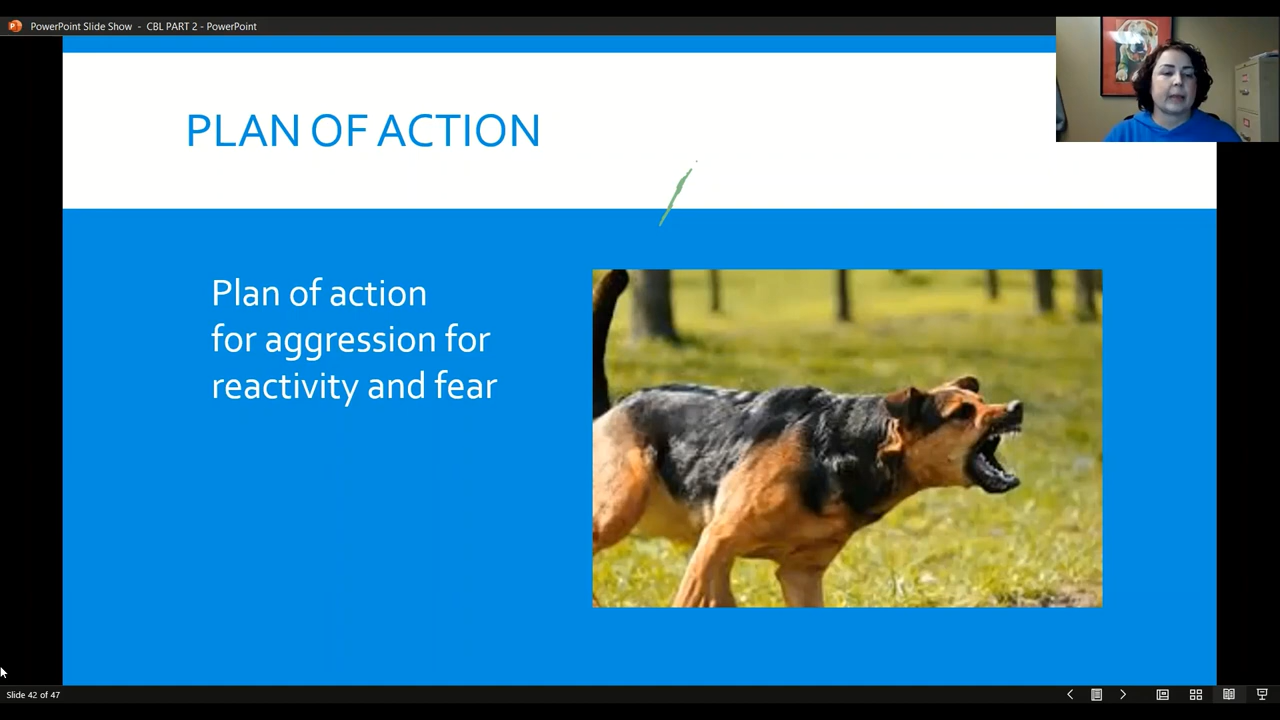 PowerPoint Slide Show - CBL PART 2 - PowerPoint
PLAN OF ACTION
Plan of action
for aggression for
reactivity and fear
Slide 42 of 47